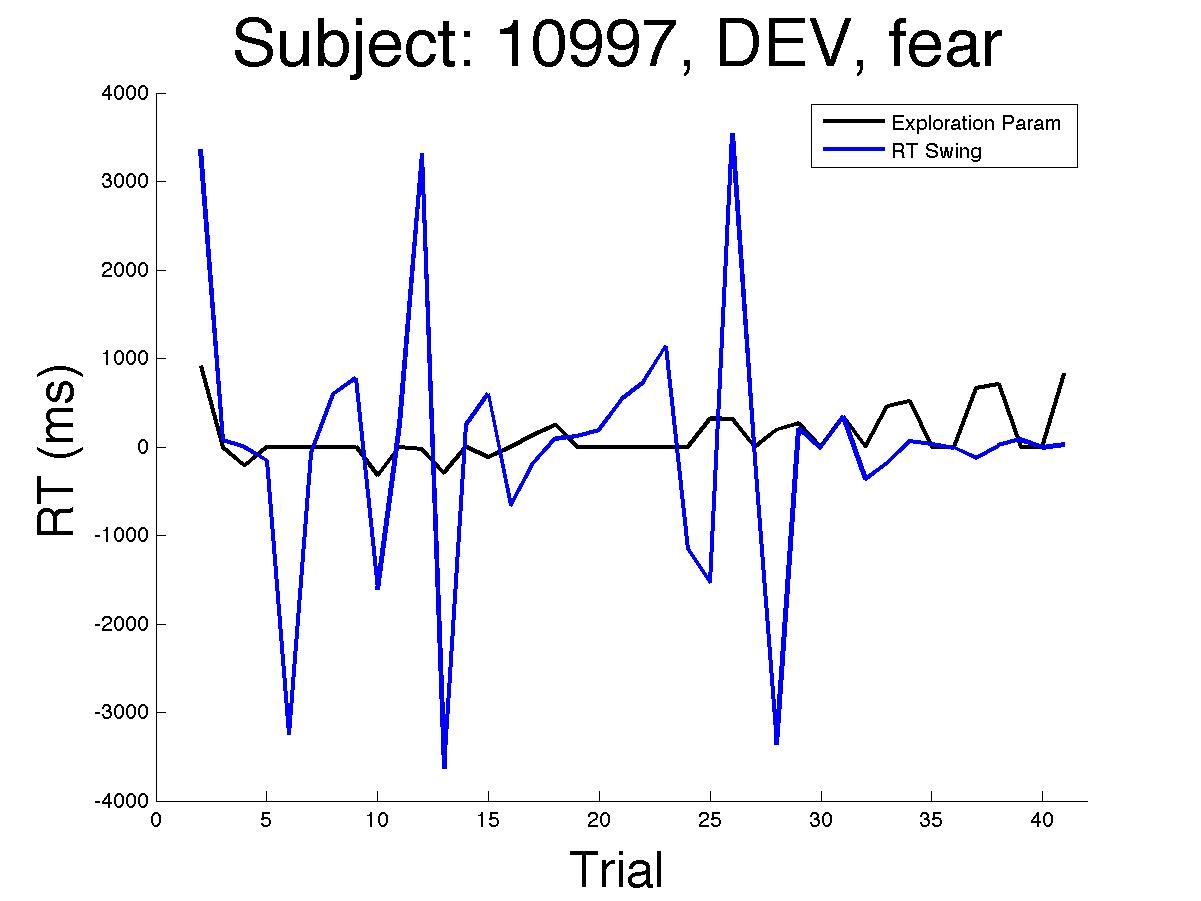 Subject: 10997, DEV, fear
Exploration Param
RT Swing
RT (ms)
4000
3000
2000
1000
0
-1000
-2000
-3000
-4000
0 5 10 15 20 25 30 35 40
Trial